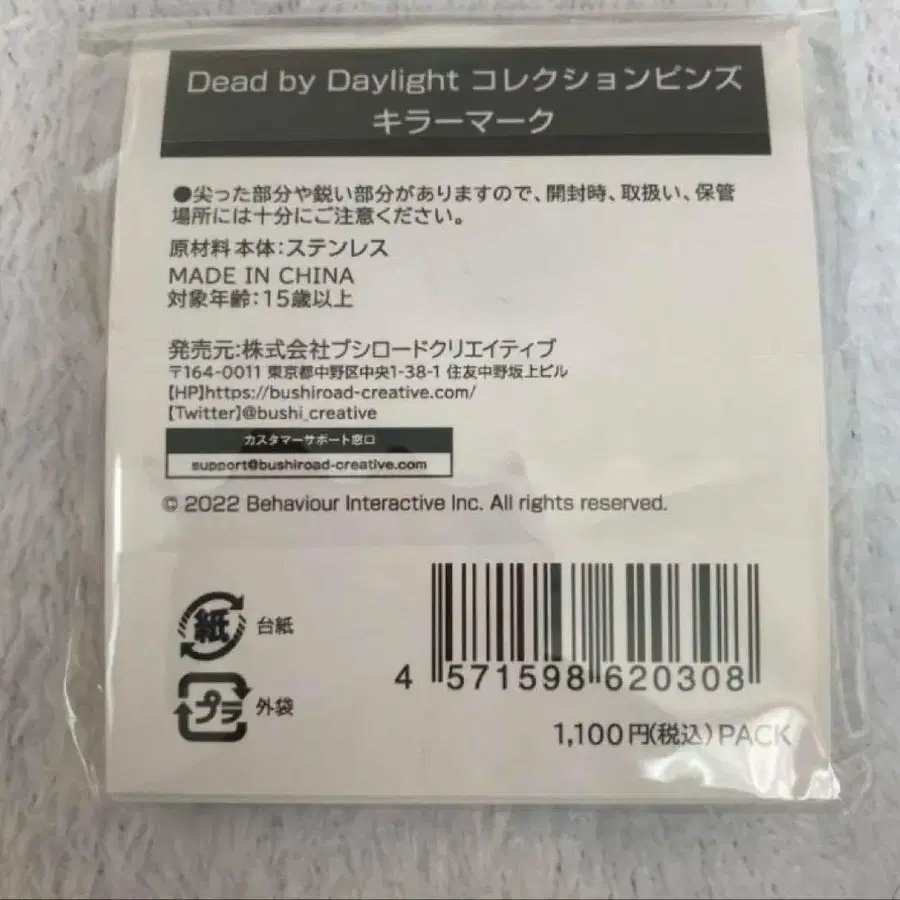 Dead by Daylight コレクションピンズ
キラーマーク
●尖った部分や鋭い部分がありますので、開封時、取扱い、保管
場所には十分にご注意ください。
原材料 本体：ステンレス
MADE IN CHINA
対象年齢：15歳以上
発売元：株式会社ブシロードクリエイティブ
〒164-0011 東京都中野区中央1-38-1 住友中野坂上ビル
【HP】https://bushiroad-creative.com/
【Twitter】@bushi_creative
カスタマーサポート窓口
support@bushiroad-creative.com
© 2022 Behaviour Interactive Inc. All rights reserved.
紙 台紙
プラ 外袋
4 571598 620308
1,100円（税込）PACK